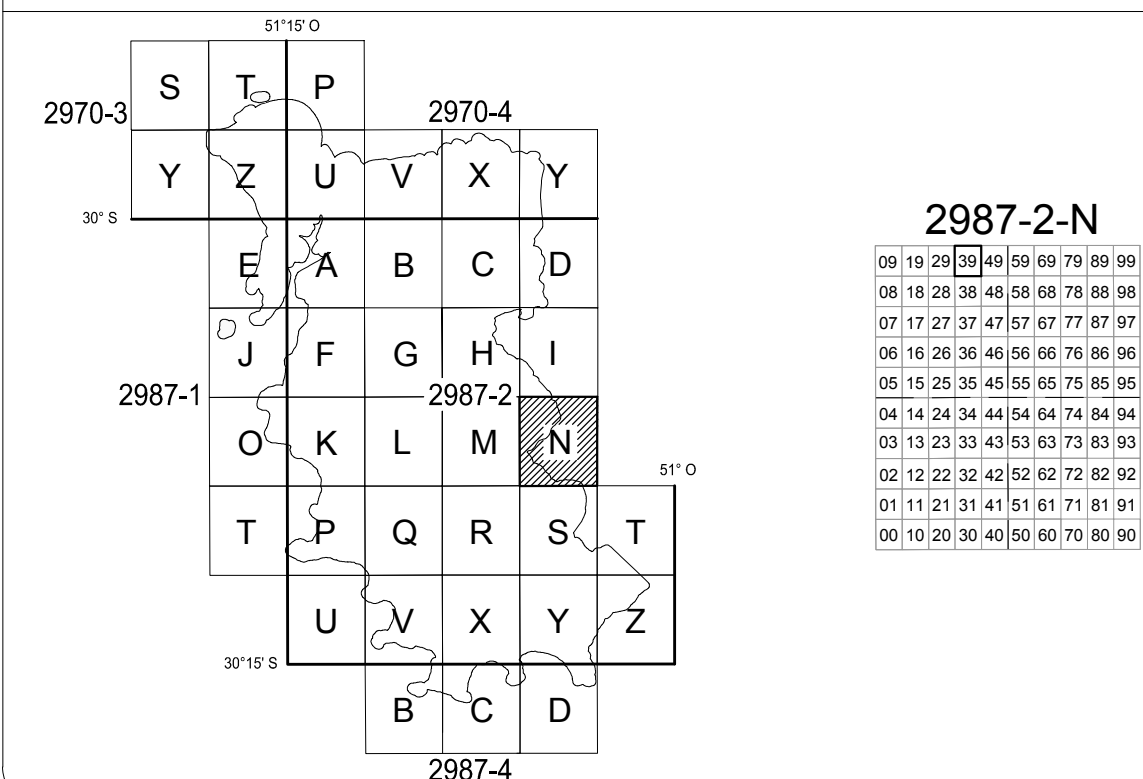 51°15' O
S T P
2970-3 2970-4
Y Z U V X Y
30° S
E A B C D
J F G H I
2987-1 2987-2
O K L M N
51° O
T P Q R S T
U V X Y Z
30°15' S
B C D
2987-4
2987-2-N
09 19 29 39 49 59 69 79 89 99
08 18 28 38 48 58 68 78 88 98
07 17 27 37 47 57 67 77 87 97
06 16 26 36 46 56 66 76 86 96
05 15 25 35 45 55 65 75 85 95
04 14 24 34 44 54 64 74 84 94
03 13 23 33 43 53 63 73 83 93
02 12 22 32 42 52 62 72 82 92
01 11 21 31 41 51 61 71 81 91
00 10 20 30 40 50 60 70 80 90